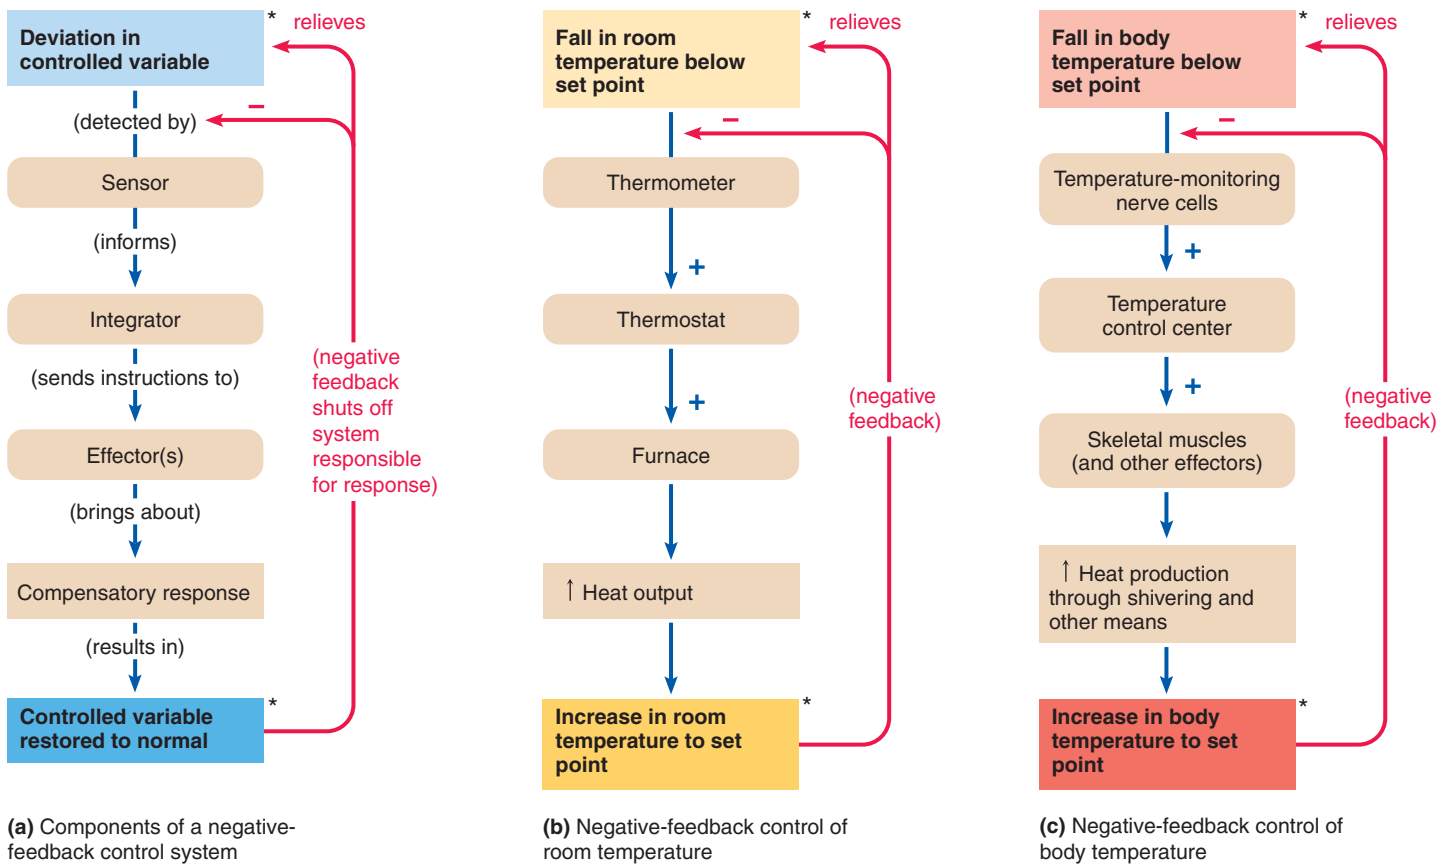 Deviation in
controlled variable
*
relieves
–
(detected by)
Sensor
(informs)
Integrator
(sends instructions to)
Effector(s)
(brings about)
Compensatory response
(results in)
Controlled variable
restored to normal
*
(negative
feedback
shuts off
system
responsible
for response)
(a) Components of a negative-
feedback control system
Fall in room
temperature below
set point
*
relieves
–
Thermometer
+
Thermostat
+
Furnace
↑ Heat output
Increase in room
temperature to set
point
*
(negative
feedback)
(b) Negative-feedback control of
room temperature
Fall in body
temperature below
set point
*
relieves
–
Temperature-monitoring
nerve cells
+
Temperature
control center
+
Skeletal muscles
(and other effectors)
↑ Heat production
through shivering and
other means
Increase in body
temperature to set
point
*
(negative
feedback)
(c) Negative-feedback control of
body temperature